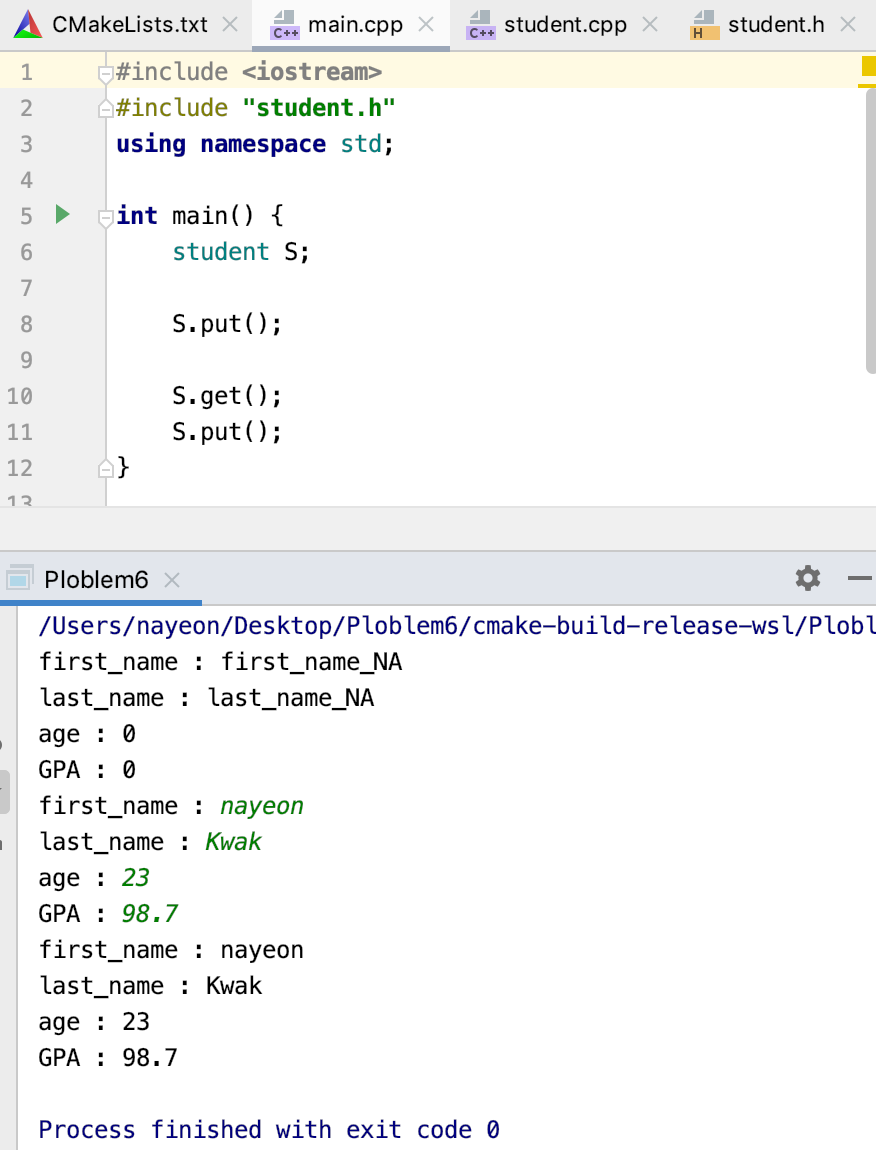 CMakeLists.txt main.cpp student.cpp student.h
1 #include <iostream>
2 #include "student.h"
3 using namespace std;
4
5 int main() {
6 student S;
7
8 S.put();
9
10 S.get();
11 S.put();
12 }
13
Ploblem6
/Users/nayeon/Desktop/Ploblem6/cmake-build-release-wsl/Plobl
first_name : first_name_NA
last_name : last_name_NA
age : 0
GPA : 0
first_name : nayeon
last_name : Kwak
age : 23
GPA : 98.7
first_name : nayeon
last_name : Kwak
age : 23
GPA : 98.7
Process finished with exit code 0